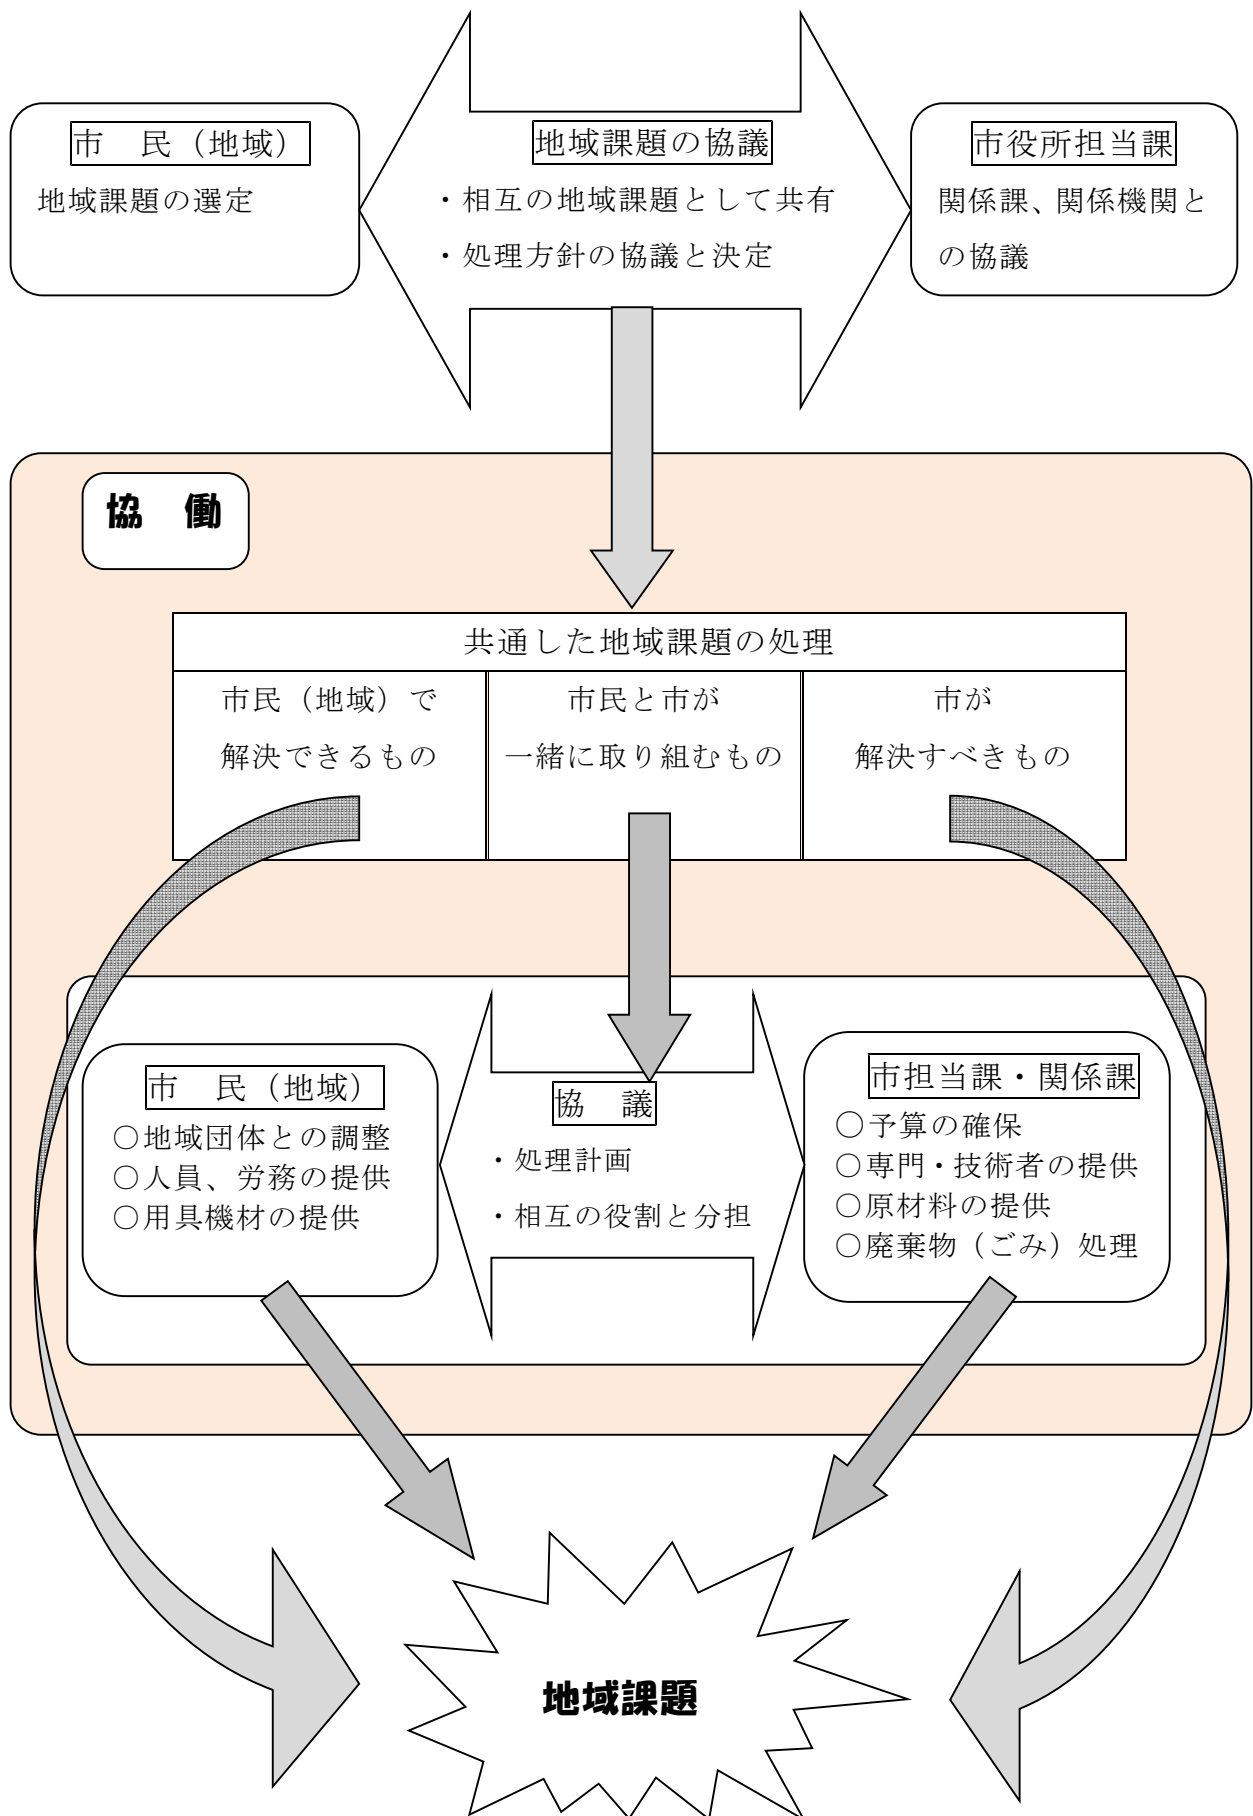 市　民（地域）
地域課題の選定
地域課題の協議
・相互の地域課題として共有
・処理方針の協議と決定
市役所担当課
関係課、関係機関と
の協議
協　働
共通した地域課題の処理
市民（地域）で
解決できるもの
市民と市が
一緒に取り組むもの
市が
解決すべきもの
市　民（地域）
○地域団体との調整
○人員、労務の提供
○用具機材の提供
協　議
・処理計画
・相互の役割と分担
市担当課・関係課
○予算の確保
○専門・技術者の提供
○原材料の提供
○廃棄物（ごみ）処理
地域課題